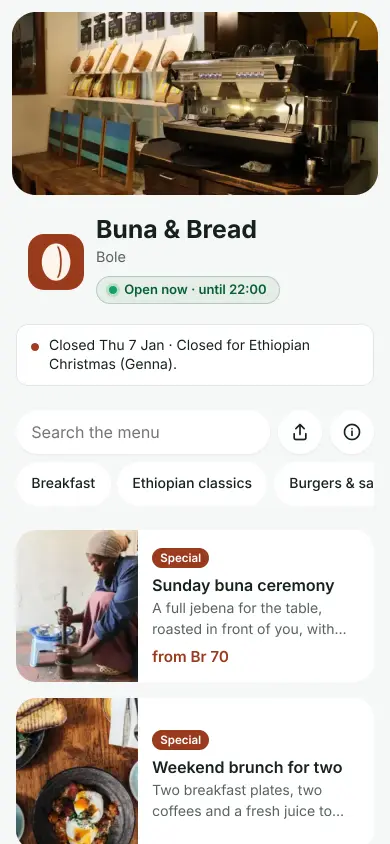 Buna & Bread
Bole
Open now · until 22:00
Closed Thu 7 Jan · Closed for Ethiopian
Christmas (Genna).
Search the menu
Breakfast
Ethiopian classics
Burgers & sa
Special
Sunday buna ceremony
A full jebena for the table,
roasted in front of you, with…
from Br 70
Special
Weekend brunch for two
Two breakfast plates, two
coffees and a fresh juice to…